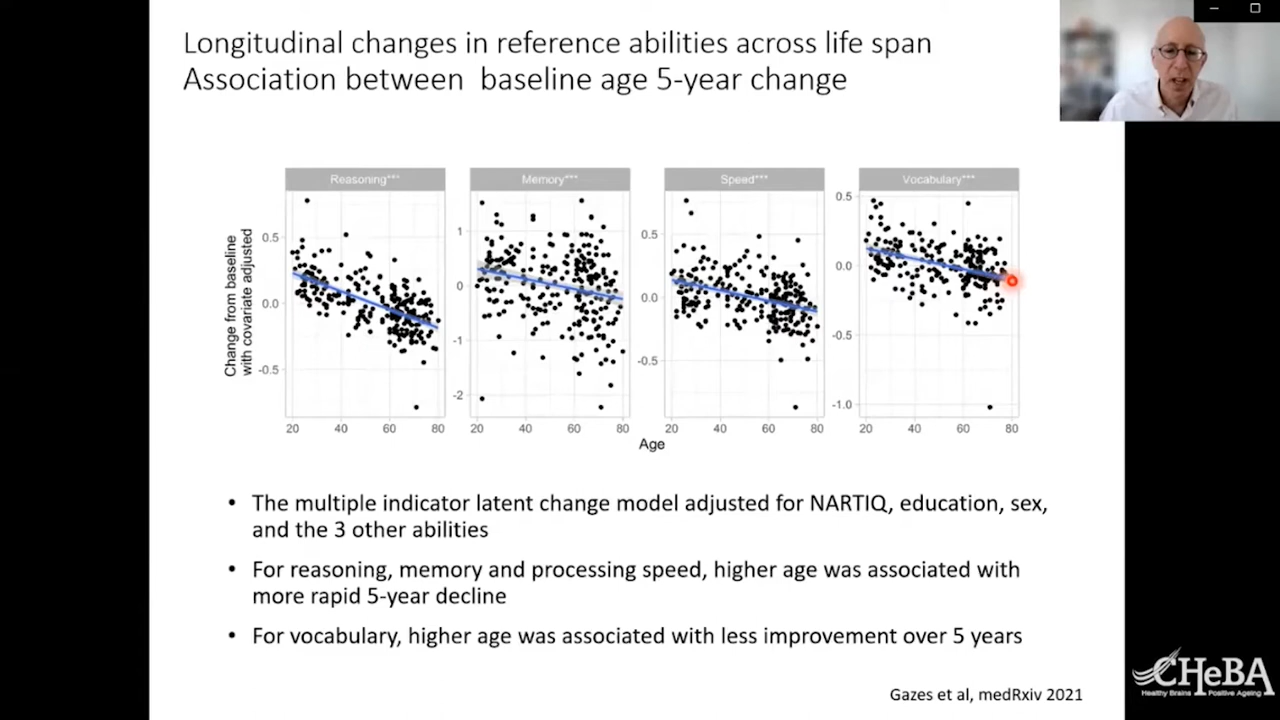 Longitudinal changes in reference abilities across life span
Association between baseline age 5-year change
Reasoning***
Memory***
Speed***
Vocabulary***
Change from baseline
with covariate adjusted
0.5
0.0
-0.5
1
0
-1
-2
0.5
0.0
-0.5
0.5
0.0
-0.5
-1.0
20 40 60 80
20 40 60 80
20 40 60 80
20 40 60 80
Age
• The multiple indicator latent change model adjusted for NARTIQ, education, sex,
and the 3 other abilities
• For reasoning, memory and processing speed, higher age was associated with
more rapid 5-year decline
• For vocabulary, higher age was associated with less improvement over 5 years
Gazes et al, medRxiv 2021
CHeBA
Healthy Brains Positive Ageing